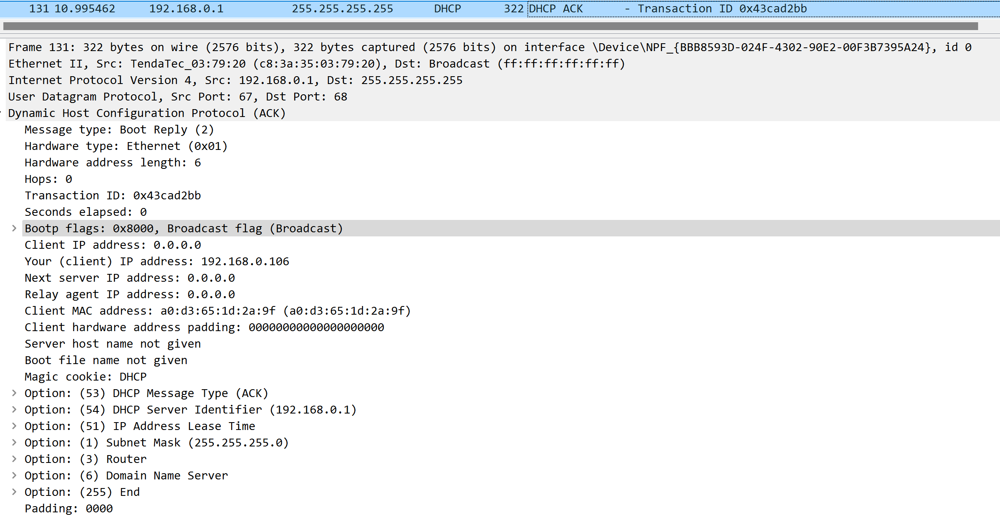 131 10.995462 192.168.0.1 255.255.255.255 DHCP 322 DHCP ACK - Transaction ID 0x43cad2bb
Frame 131: 322 bytes on wire (2576 bits), 322 bytes captured (2576 bits) on interface \Device\NPF_{BBB8593D-024F-4302-90E2-00F3B7395A24}, id 0
Ethernet II, Src: TendaTec_03:79:20 (c8:3a:35:03:79:20), Dst: Broadcast (ff:ff:ff:ff:ff:ff)
Internet Protocol Version 4, Src: 192.168.0.1, Dst: 255.255.255.255
User Datagram Protocol, Src Port: 67, Dst Port: 68
Dynamic Host Configuration Protocol (ACK)
Message type: Boot Reply (2)
Hardware type: Ethernet (0x01)
Hardware address length: 6
Hops: 0
Transaction ID: 0x43cad2bb
Seconds elapsed: 0
Bootp flags: 0x8000, Broadcast flag (Broadcast)
Client IP address: 0.0.0.0
Your (client) IP address: 192.168.0.106
Next server IP address: 0.0.0.0
Relay agent IP address: 0.0.0.0
Client MAC address: a0:d3:65:1d:2a:9f (a0:d3:65:1d:2a:9f)
Client hardware address padding: 00000000000000000000
Server host name not given
Boot file name not given
Magic cookie: DHCP
Option: (53) DHCP Message Type (ACK)
Option: (54) DHCP Server Identifier (192.168.0.1)
Option: (51) IP Address Lease Time
Option: (1) Subnet Mask (255.255.255.0)
Option: (3) Router
Option: (6) Domain Name Server
Option: (255) End
Padding: 0000